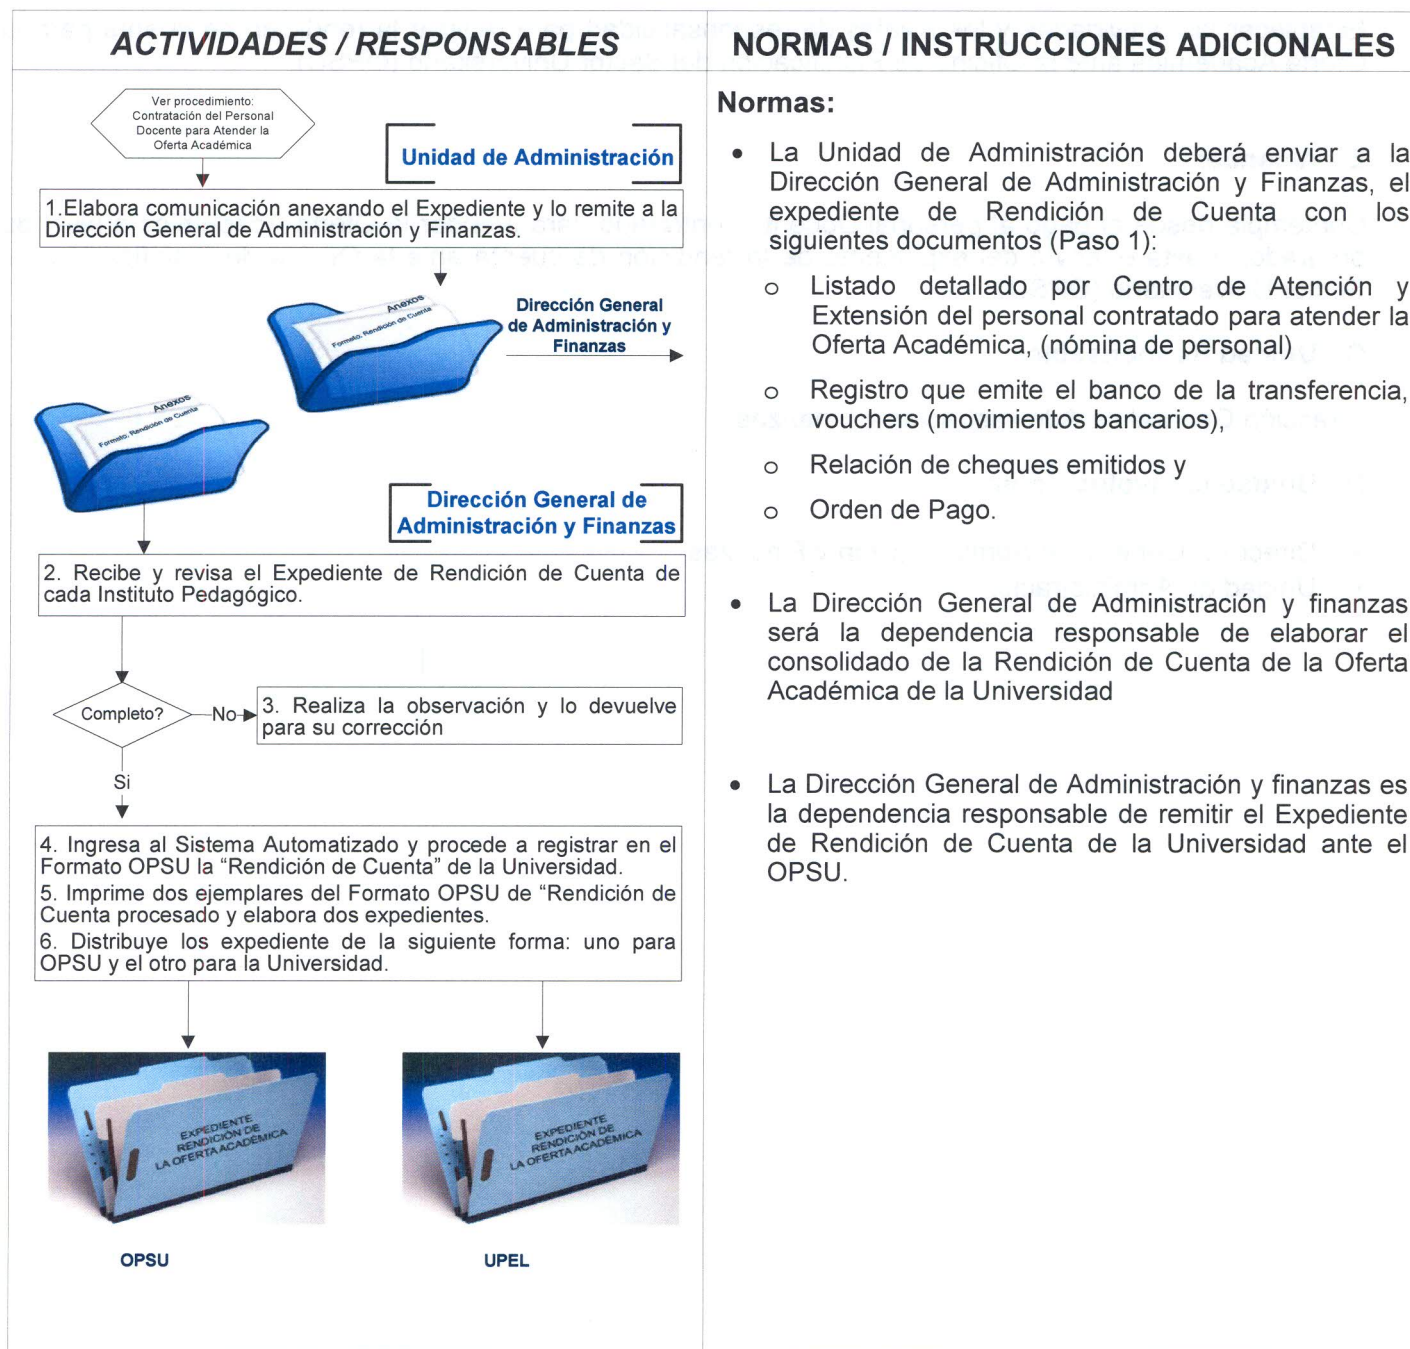 ACTIVIDADES / RESPONSABLES
Ver procedimiento:
Contratación del Personal
Docente para Atender la
Oferta Académica
Unidad de Administración
1.Elabora comunicación anexando el Expediente y lo remite a la
Dirección General de Administración y Finanzas.
Anexos
Formato, Rendición de Cuenta
Dirección General
de Administración y
Finanzas
Anexos
Formato, Rendición de Cuenta
Dirección General de
Administración y Finanzas
2. Recibe y revisa el Expediente de Rendición de Cuenta de
cada Instituto Pedagógico.
Completo?
No
3. Realiza la observación y lo devuelve
para su corrección
Si
4. Ingresa al Sistema Automatizado y procede a registrar en el
Formato OPSU la “Rendición de Cuenta” de la Universidad.
5. Imprime dos ejemplares del Formato OPSU de “Rendición de
Cuenta procesado y elabora dos expedientes.
6. Distribuye los expediente de la siguiente forma: uno para
OPSU y el otro para la Universidad.
EXPEDIENTE
RENDICIÓN DE
LA OFERTA ACADÉMICA
OPSU
EXPEDIENTE
RENDICIÓN DE
LA OFERTA ACADÉMICA
UPEL
NORMAS / INSTRUCCIONES ADICIONALES
Normas:
• La Unidad de Administración deberá enviar a la
Dirección General de Administración y Finanzas, el
expediente de Rendición de Cuenta con los
siguientes documentos (Paso 1):
o Listado detallado por Centro de Atención y
Extensión del personal contratado para atender la
Oferta Académica, (nómina de personal)
o Registro que emite el banco de la transferencia,
vouchers (movimientos bancarios),
o Relación de cheques emitidos y
o Orden de Pago.
• La Dirección General de Administración y finanzas
será la dependencia responsable de elaborar el
consolidado de la Rendición de Cuenta de la Oferta
Académica de la Universidad
• La Dirección General de Administración y finanzas es
la dependencia responsable de remitir el Expediente
de Rendición de Cuenta de la Universidad ante el
OPSU.